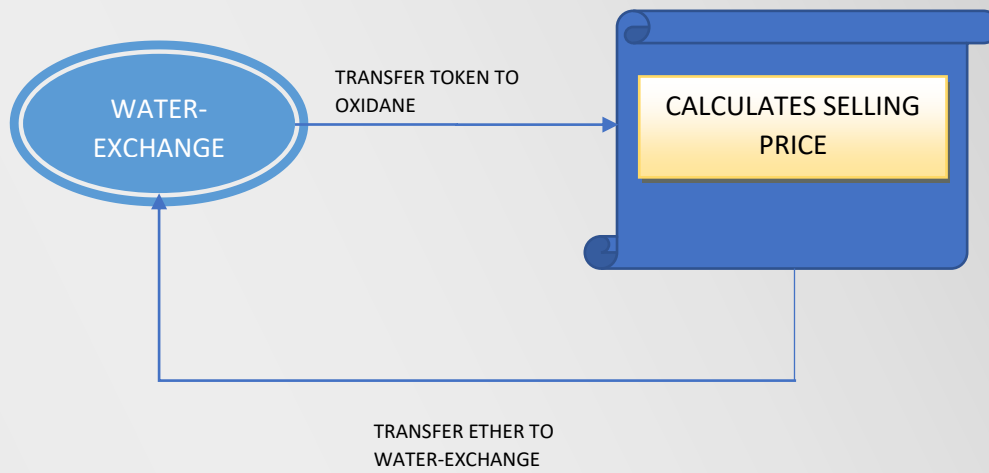 TRANSFER TOKEN TO
OXIDANE
WATER-
EXCHANGE
CALCULATES SELLING
PRICE
TRANSFER ETHER TO
WATER-EXCHANGE